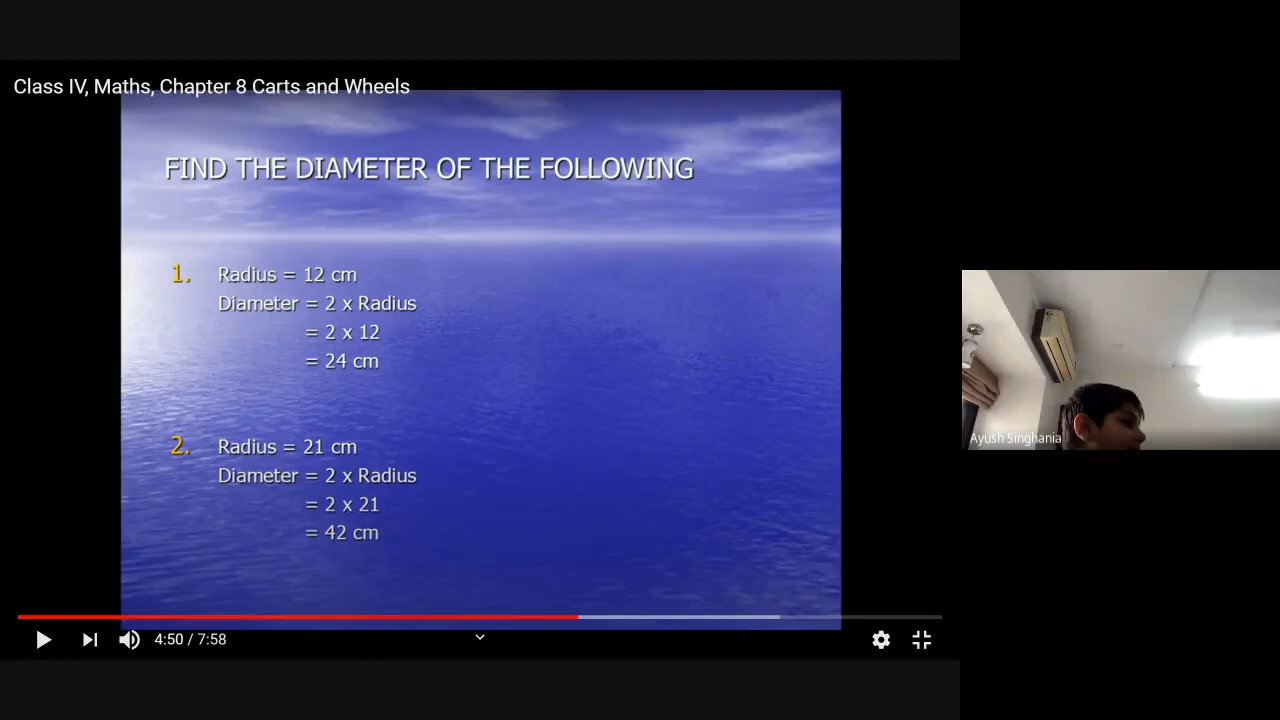 Class IV, Maths, Chapter 8 Carts and Wheels
FIND THE DIAMETER OF THE FOLLOWING
1. Radius = 12 cm
Diameter = 2 x Radius
= 2 x 12
= 24 cm
2. Radius = 21 cm
Diameter = 2 x Radius
= 2 x 21
= 42 cm
4:50 / 7:58
Ayush Singhania